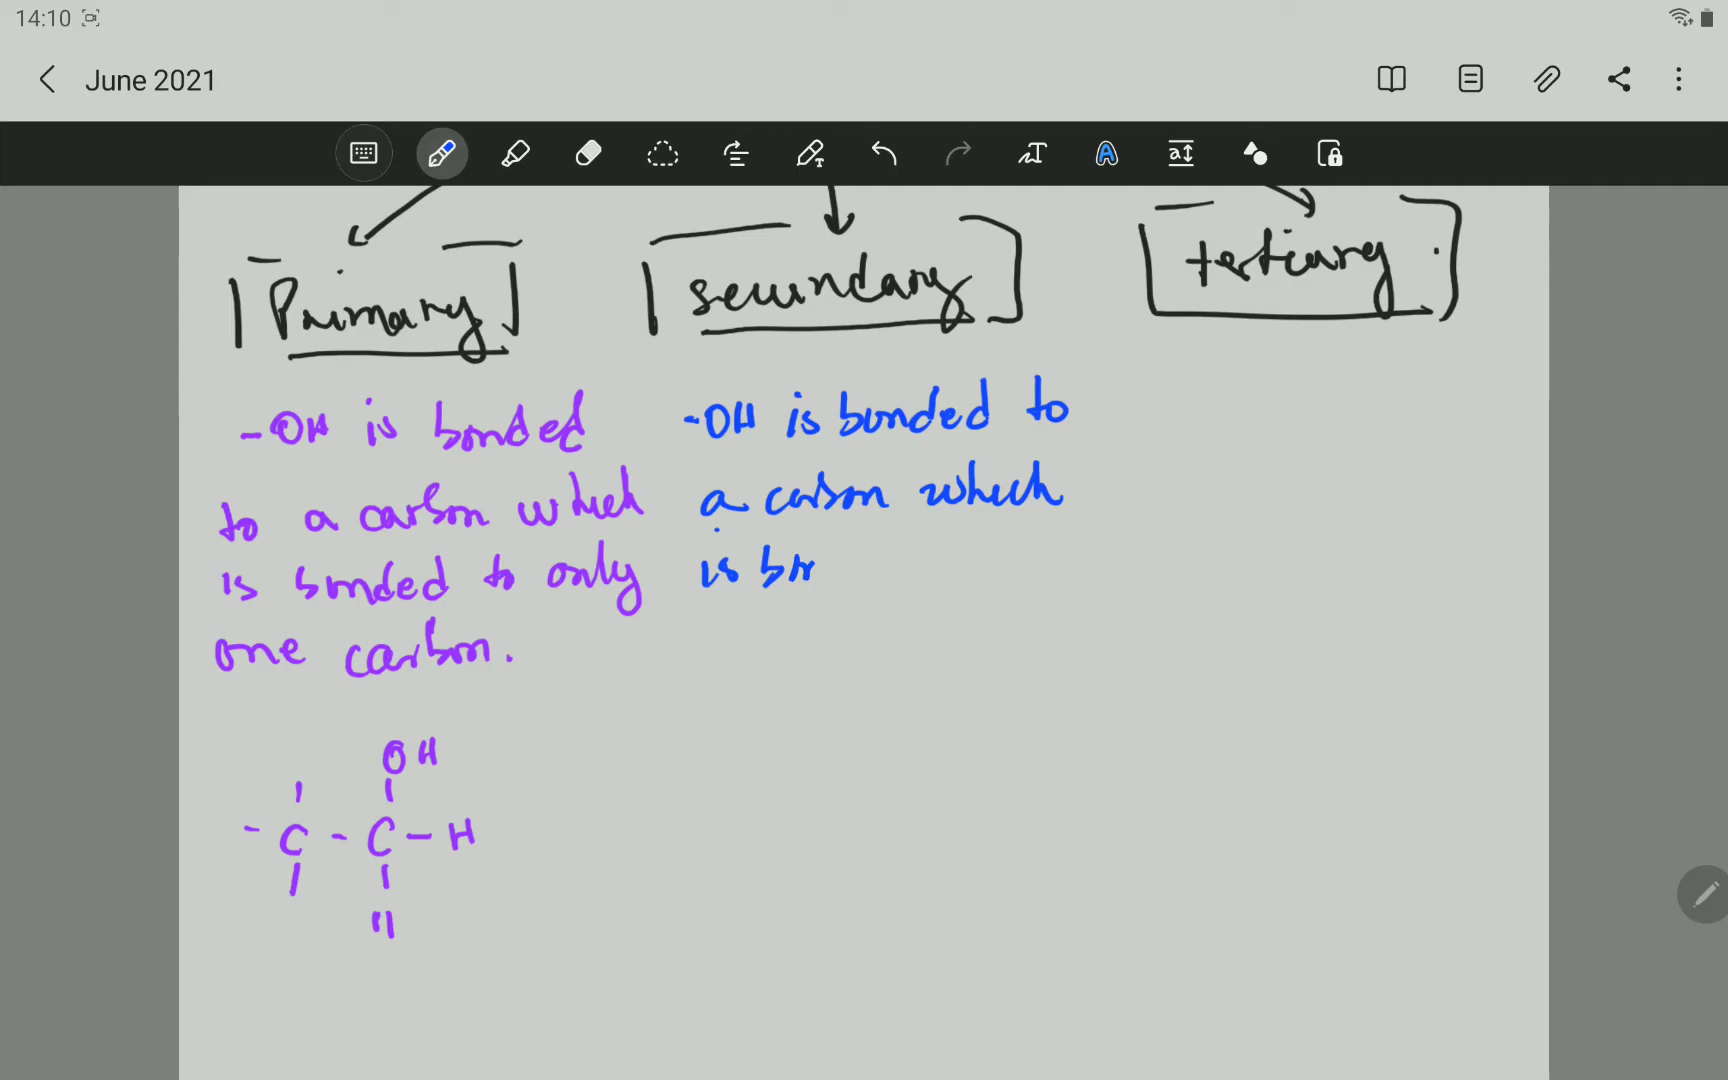 14:10
June 2021
Primary
secondary
tertiary
-OH is bonded
to a carbon which
is bonded to only
one carbon.
-OH is bonded to
a carbon which
is bn
OH
- C - C - H